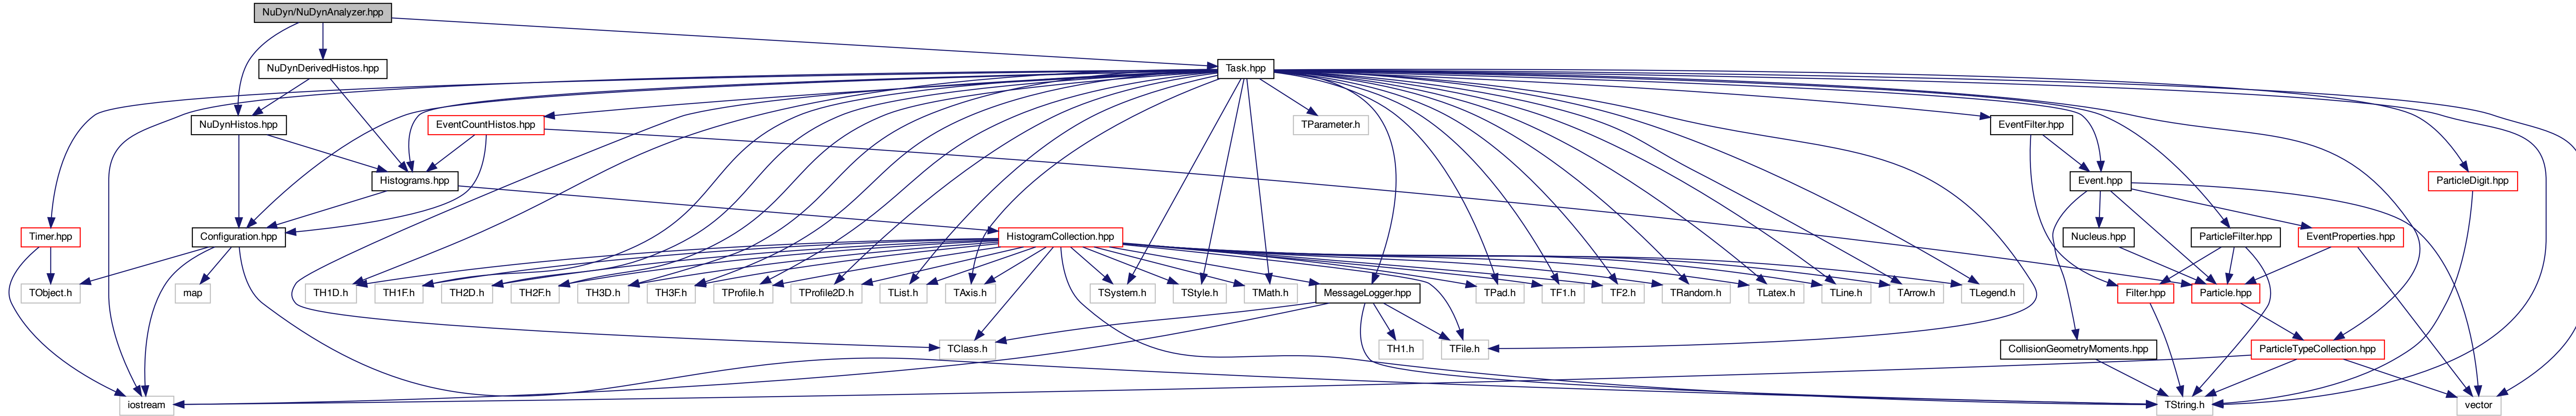 NuDyn/NuDynAnalyzer.hpp
NuDynDerivedHistos.hpp
Task.hpp
NuDynHistos.hpp
EventCountHistos.hpp
TParameter.h
EventFilter.hpp
Histograms.hpp
Event.hpp
ParticleDigit.hpp
Timer.hpp
Configuration.hpp
HistogramCollection.hpp
Nucleus.hpp
ParticleFilter.hpp
EventProperties.hpp
TObject.h
map
TH1D.h
TH1F.h
TH2D.h
TH2F.h
TH3D.h
TH3F.h
TProfile.h
TProfile2D.h
TList.h
TAxis.h
TSystem.h
TStyle.h
TMath.h
MessageLogger.hpp
TPad.h
TF1.h
TF2.h
TRandom.h
TLatex.h
TLine.h
TArrow.h
TLegend.h
Filter.hpp
Particle.hpp
TClass.h
TH1.h
TFile.h
CollisionGeometryMoments.hpp
ParticleTypeCollection.hpp
iostream
TString.h
vector